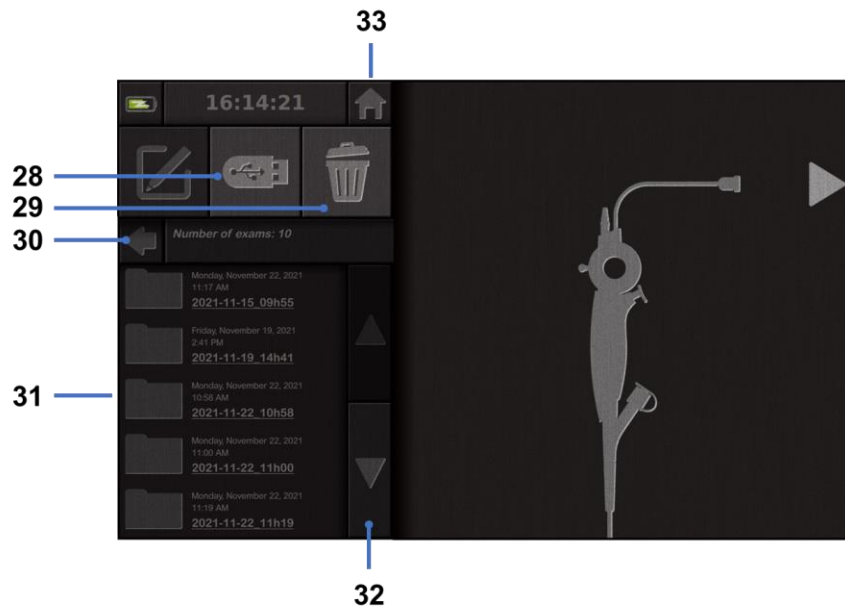 33
16:14:21
28
29
30
Number of exams: 10
Monday, November 22, 2021
11:17 AM
2021-11-15_09h55
Friday, November 19, 2021
2:41 PM
2021-11-19_14h41
31
Monday, November 22, 2021
10:58 AM
2021-11-22_10h58
Monday, November 22, 2021
11:00 AM
2021-11-22_11h00
Monday, November 22, 2021
11:19 AM
2021-11-22_11h19
32